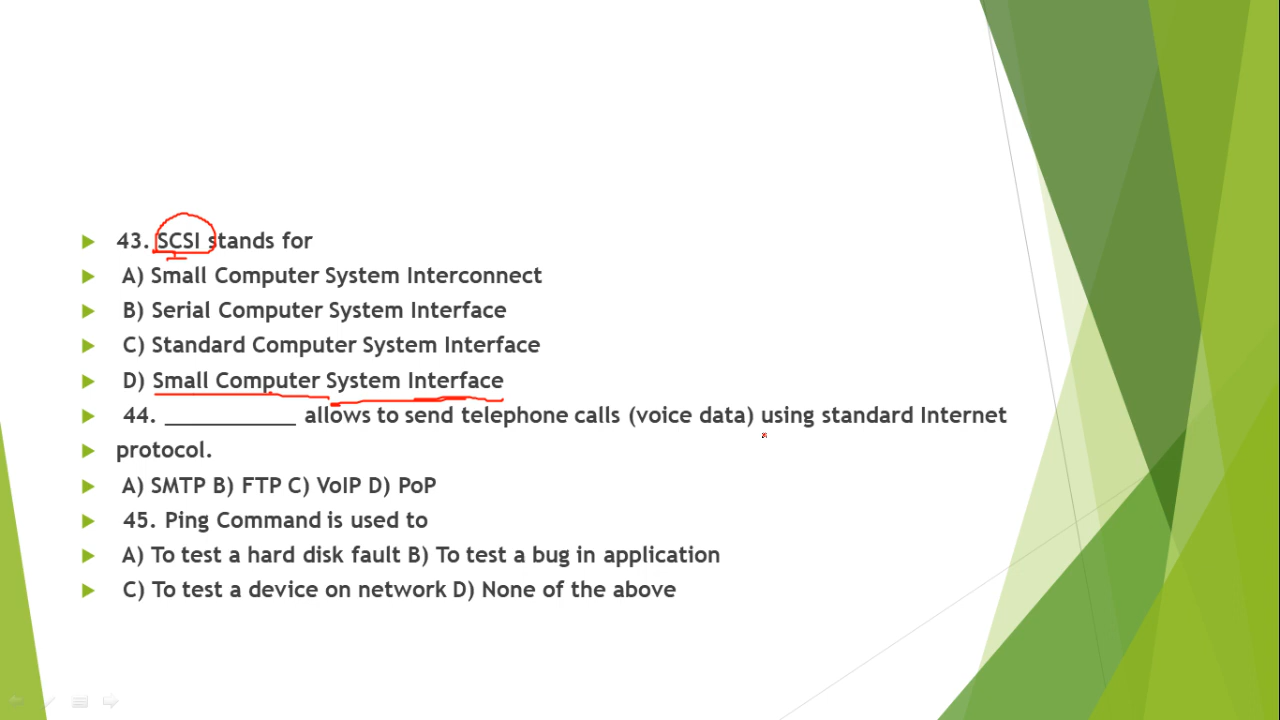 43. SCSI stands for
A) Small Computer System Interconnect
B) Serial Computer System Interface
C) Standard Computer System Interface
D) Small Computer System Interface
44. ____________ allows to send telephone calls (voice data) using standard Internet
protocol.
A) SMTP B) FTP C) VoIP D) PoP
45. Ping Command is used to
A) To test a hard disk fault B) To test a bug in application
C) To test a device on network D) None of the above